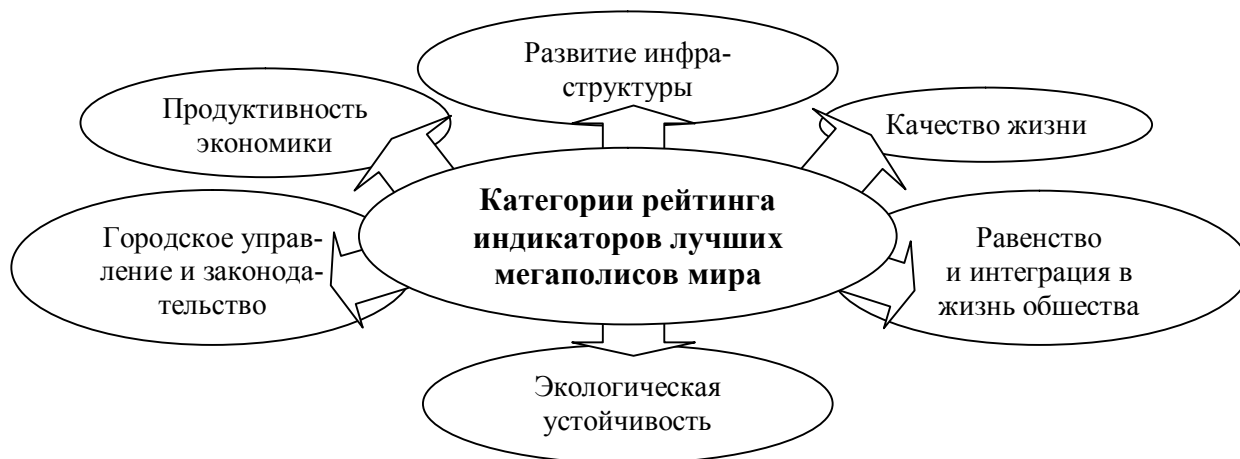 Развитие инфра-
структуры
Продуктивность
экономики
Качество жизни
Категории рейтинга
индикаторов лучших
мегаполисов мира
Городское управ-
ление и законода-
тельство
Равенство
и интеграция в
жизнь обшества
Экологическая
устойчивость